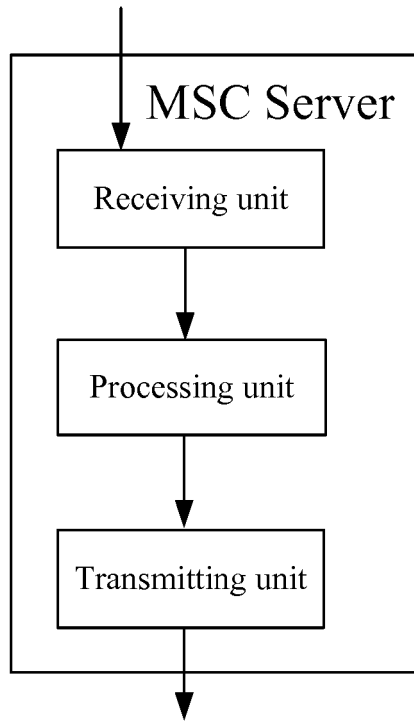 MSC Server
Receiving unit
Processing unit
Transmitting unit